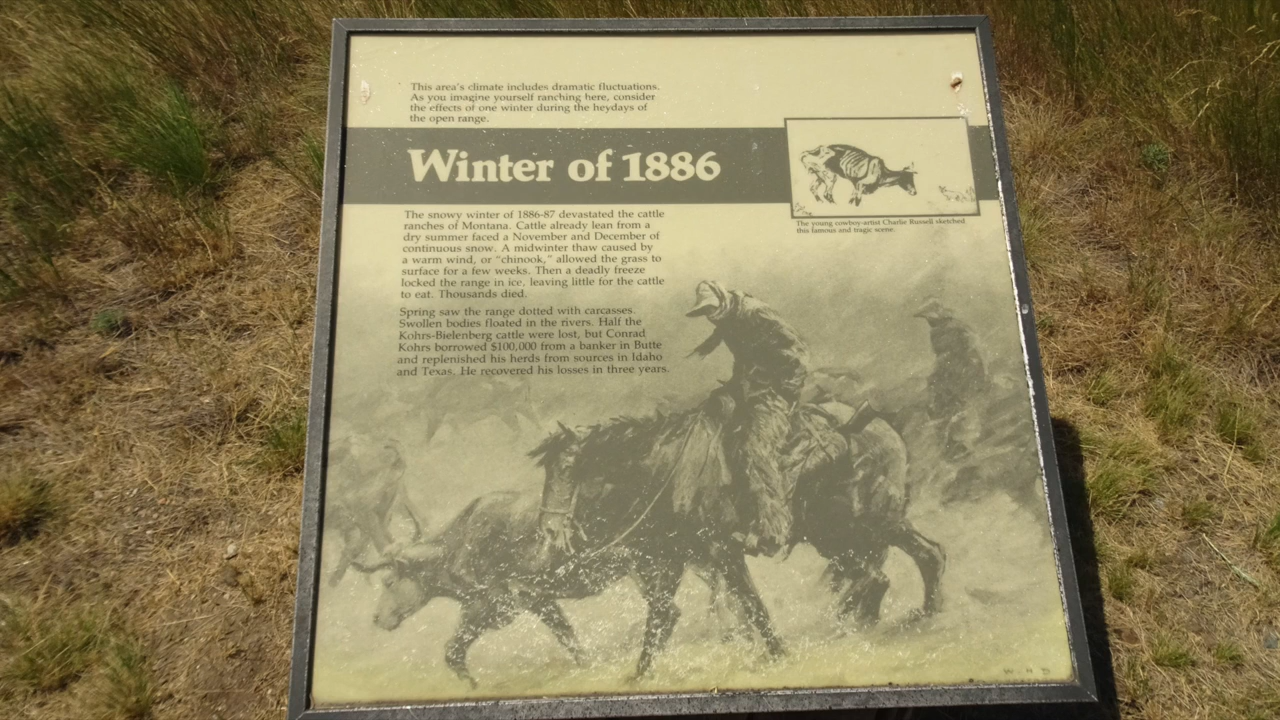 This area's climate includes dramatic fluctuations.
As you imagine yourself ranching here, consider
the effects of one winter during the heydays of
the open range.
Winter of 1886
The young cowboy-artist Charlie Russell sketched
this famous and tragic scene.
The snowy winter of 1886-87 devastated the cattle
ranches of Montana. Cattle already lean from a
dry summer faced a November and December of
continuous snow. A midwinter thaw caused by
a warm wind, or “chinook,” allowed the grass to
surface for a few weeks. Then a deadly freeze
locked the range in ice, leaving little for the cattle
to eat. Thousands died.
Spring saw the range dotted with carcasses.
Swollen bodies floated in the rivers. Half the
Kohrs-Bielenberg cattle were lost, but Conrad
Kohrs borrowed $100,000 from a banker in Butte
and replenished his herds from sources in Idaho
and Texas. He recovered his losses in three years.